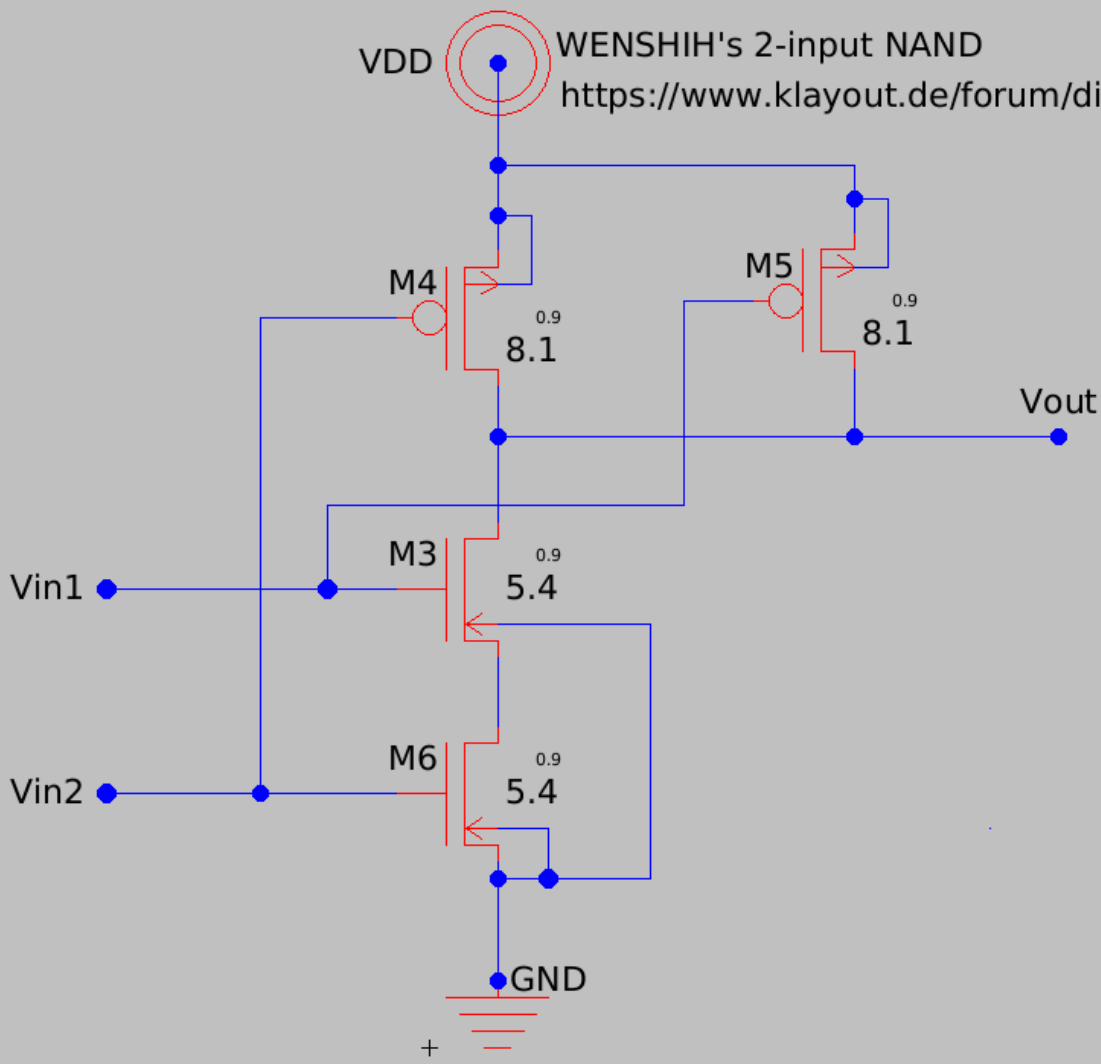 VDD
WENSHIH's 2-input NAND
https://www.klayout.de/forum/di
M4
0.9
8.1
M5
0.9
8.1
Vout
M3
0.9
5.4
Vin1
M6
0.9
5.4
Vin2
GND